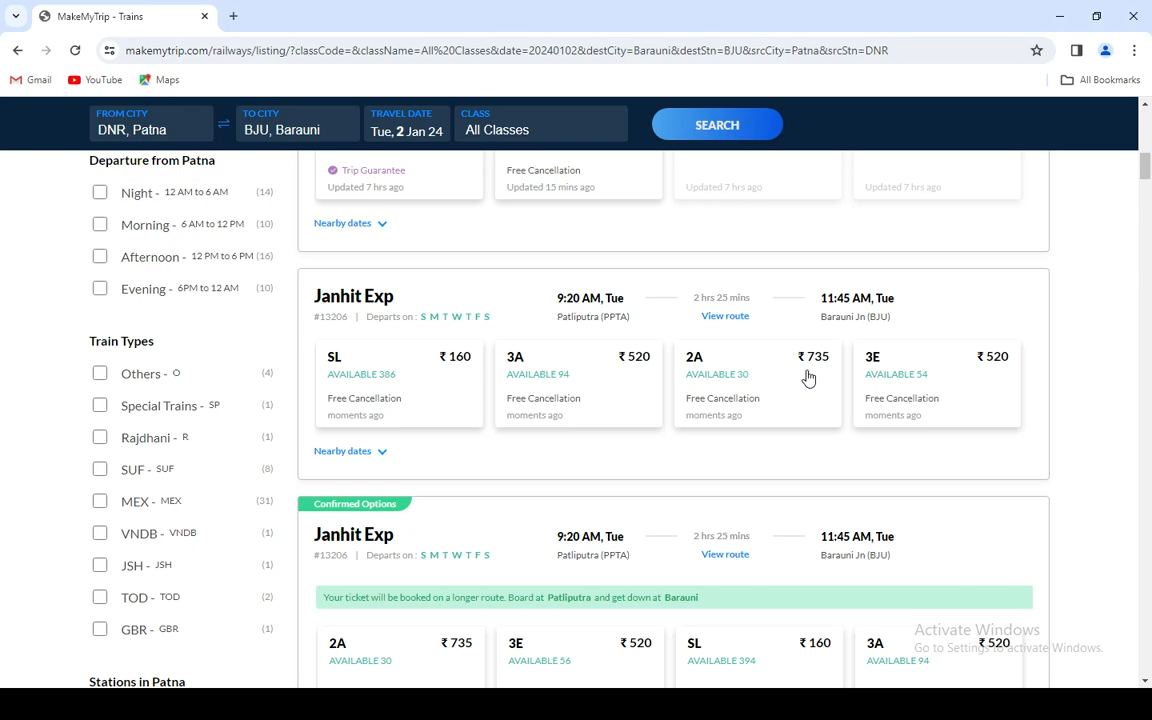 MakeMyTrip - Trains
makemytrip.com/railways/listing/?classCode=&className=All%20Classes&date=20240102&destCity=Barauni&destStn=BJU&srcCity=Patna&srcStn=DNR
Gmail YouTube Maps All Bookmarks
FROM CITY TO CITY TRAVEL DATE CLASS
DNR, Patna BJU, Barauni Tue, 2 Jan 24 All Classes SEARCH
Departure from Patna
Night - 12 AM to 6 AM (14)
Morning - 6 AM to 12 PM (10)
Afternoon - 12 PM to 6 PM (16)
Evening - 6PM to 12 AM (10)
Train Types
Others - O (4)
Special Trains - SP (1)
Rajdhani - R (1)
SUF - SUF (8)
MEX - MEX (31)
VNDB - VNDB (1)
JSH - JSH (1)
TOD - TOD (2)
GBR - GBR (1)
Stations in Patna
Trip Guarantee Free Cancellation
Updated 7 hrs ago Updated 15 mins ago Updated 7 hrs ago Updated 7 hrs ago
Nearby dates
Janhit Exp 9:20 AM, Tue 2 hrs 25 mins 11:45 AM, Tue
#13206 | Departs on : S M T W T F S Patliputra (PPTA) View route Barauni Jn (BJU)
SL ₹ 160 3A ₹ 520 2A ₹ 735 3E ₹ 520
AVAILABLE 386 AVAILABLE 94 AVAILABLE 30 AVAILABLE 54
Free Cancellation Free Cancellation Free Cancellation Free Cancellation
moments ago moments ago moments ago moments ago
Nearby dates
Confirmed Options
Janhit Exp 9:20 AM, Tue 2 hrs 25 mins 11:45 AM, Tue
#13206 | Departs on : S M T W T F S Patliputra (PPTA) View route Barauni Jn (BJU)
Your ticket will be booked on a longer route. Board at Patliputra and get down at Barauni
2A ₹ 735 3E ₹ 520 SL ₹ 160 3A ₹ 520
AVAILABLE 30 AVAILABLE 56 AVAILABLE 394 AVAILABLE 94
Activate Windows
Go to Settings to activate Windows.